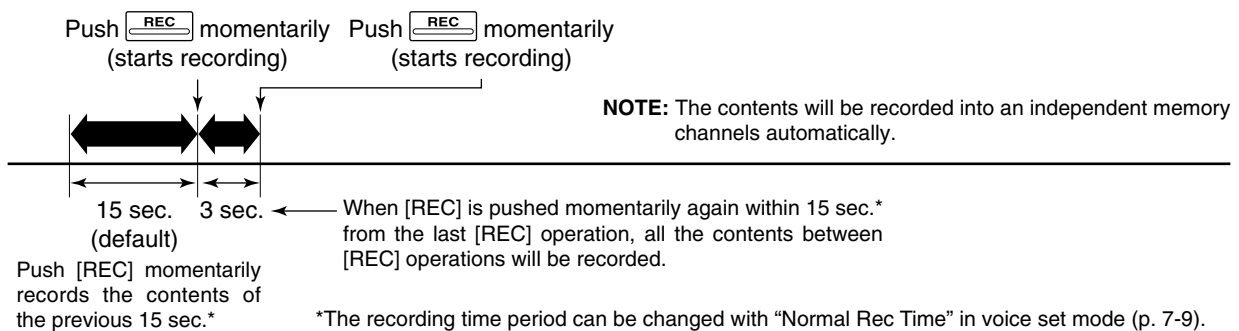 Push REC momentarily
(starts recording)
Push REC momentarily
(starts recording)
NOTE: The contents will be recorded into an independent memory
channels automatically.
15 sec.
(default)
3 sec.
Push [REC] momentarily
records the contents of
the previous 15 sec.*
When [REC] is pushed momentarily again within 15 sec.*
from the last [REC] operation, all the contents between
[REC] operations will be recorded.
*The recording time period can be changed with “Normal Rec Time” in voice set mode (p. 7-9).